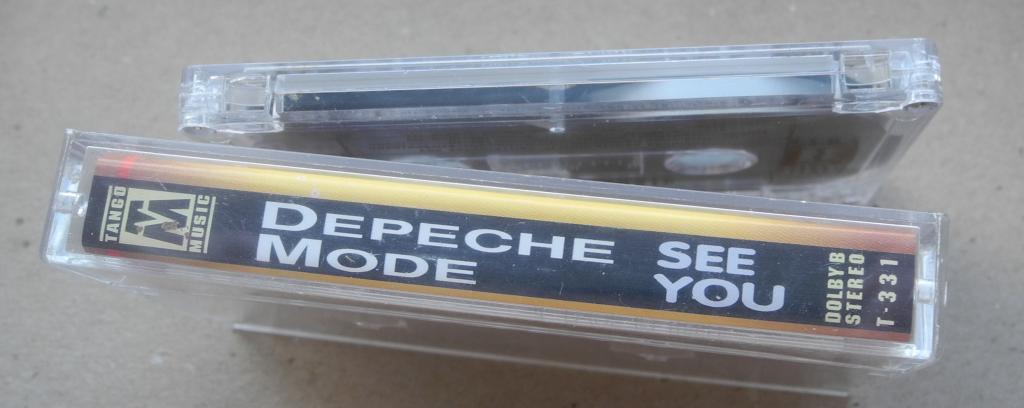 TANGO
MUSIC
DEPECHE
MODE
SEE
YOU
DOLBY B
STEREO
T-331